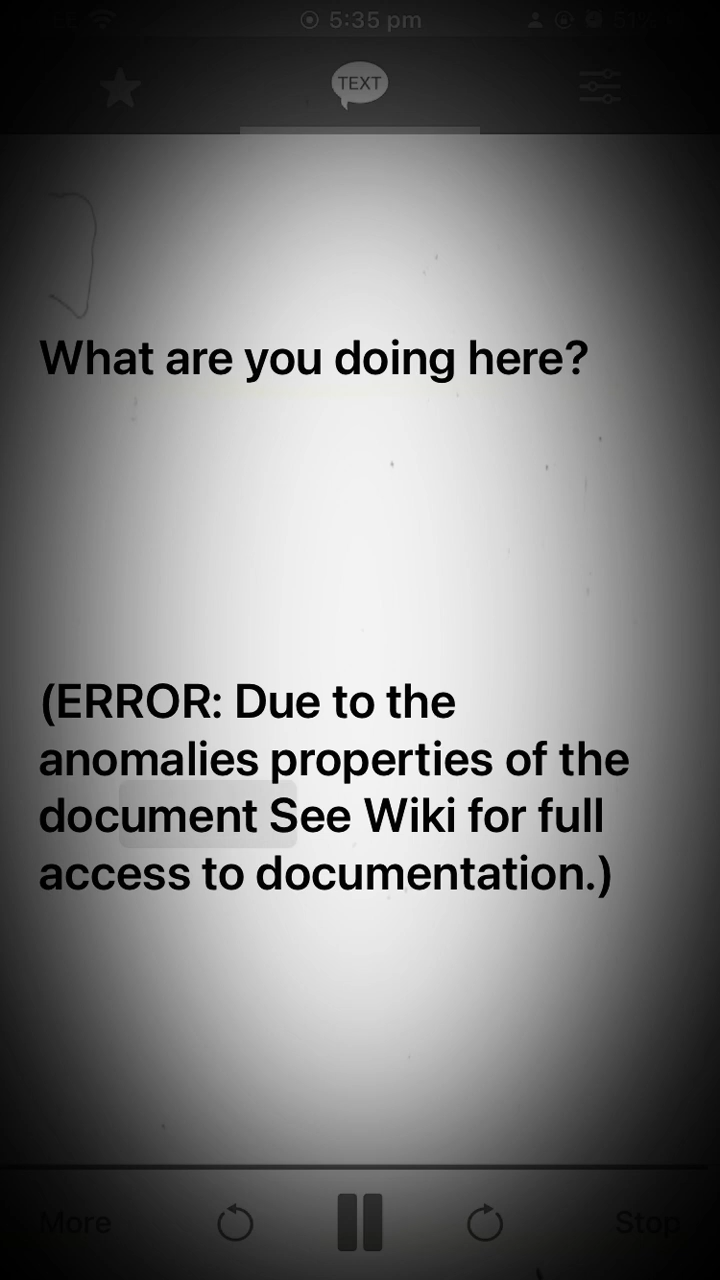 5:35 pm
TEXT
What are you doing here?
(ERROR: Due to the
anomalies properties of the
document See Wiki for full
access to documentation.)
More
Stop